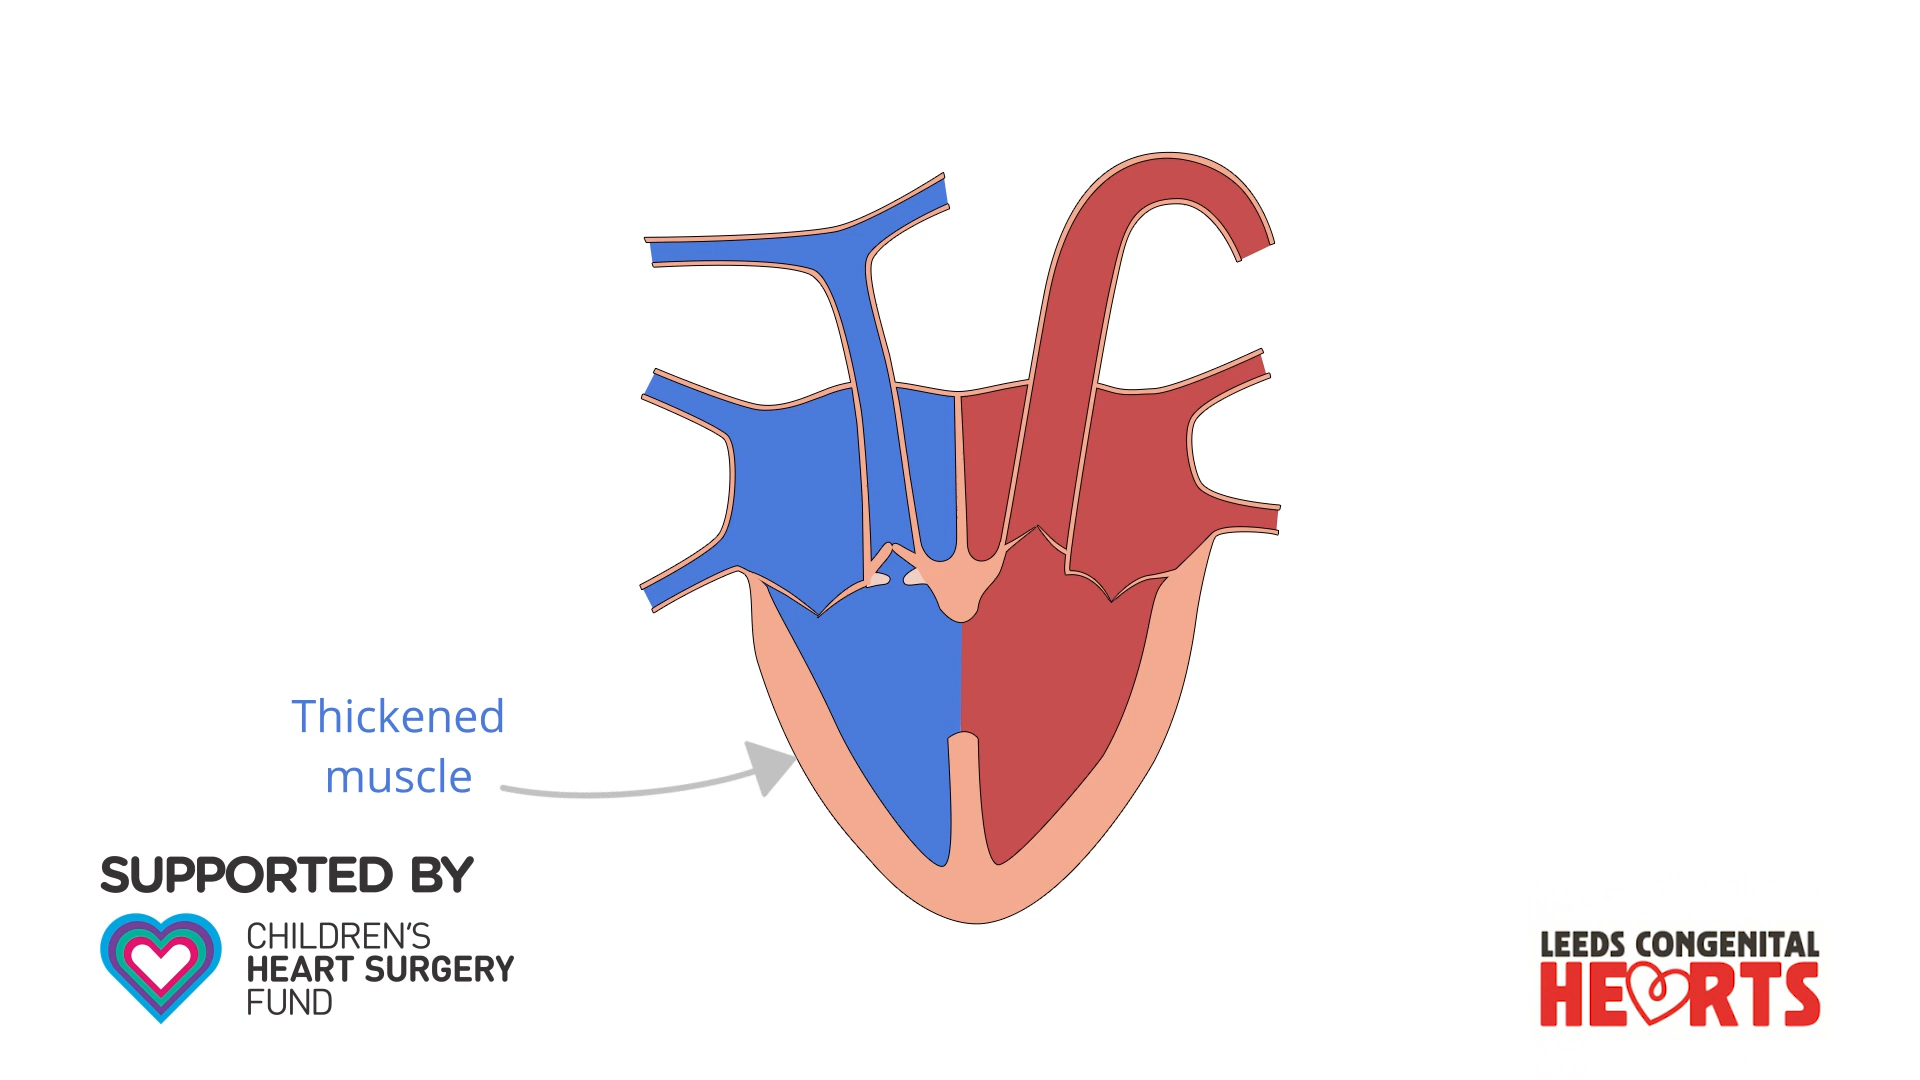 Thickened
muscle
SUPPORTED BY
CHILDREN'S
HEART SURGERY
FUND
LEEDS CONGENITAL
HEARTS